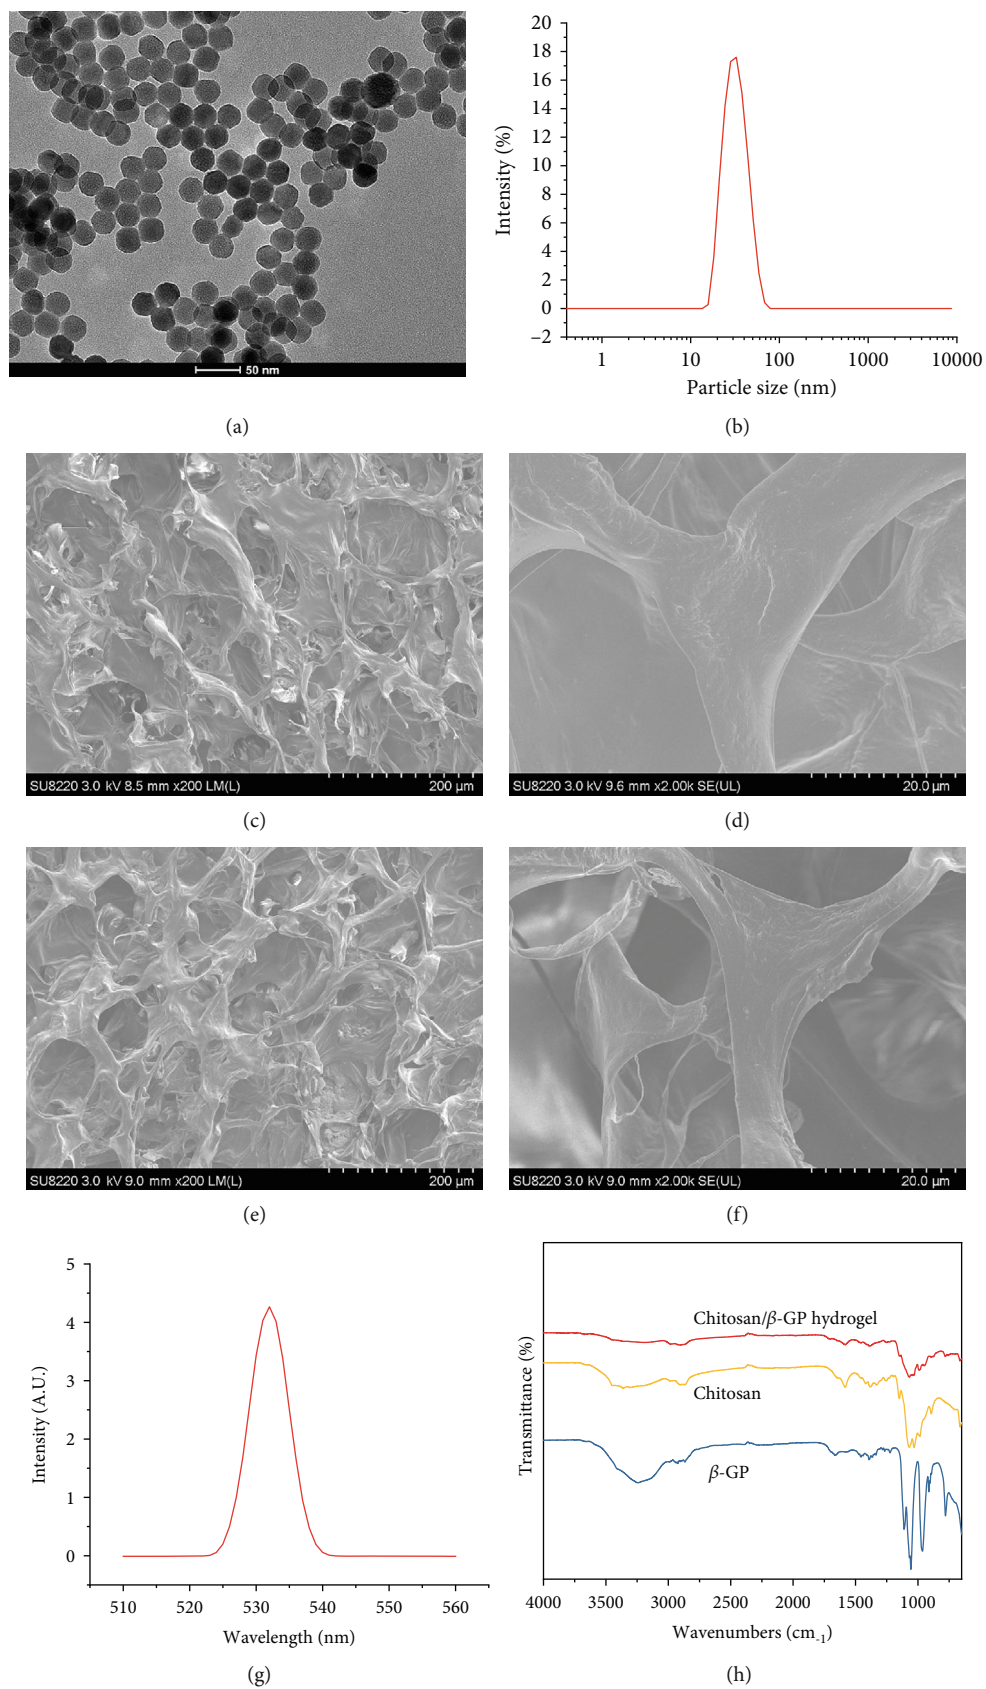 50 nm
(a)
20
18
16
14
12
10
8
6
4
2
0
−2
Intensity (%)
1 10 100 1000 10000
Particle size (nm)
(b)
SU8220 3.0 kV 8.5 mm x200 LM(L) 200 μm
(c)
SU8220 3.0 kV 9.6 mm x2.00k SE(UL) 20.0 μm
(d)
SU8220 3.0 kV 9.0 mm x200 LM(L) 200 μm
(e)
SU8220 3.0 kV 9.0 mm x2.00k SE(UL) 20.0 μm
(f)
5
4
3
2
1
0
Intensity (A.U.)
510 520 530 540 550 560
Wavelength (nm)
(g)
Chitosan/β-GP hydrogel
Chitosan
β-GP
Transmittance (%)
4000 3500 3000 2500 2000 1500 1000
Wavenumbers (cm-1)
(h)